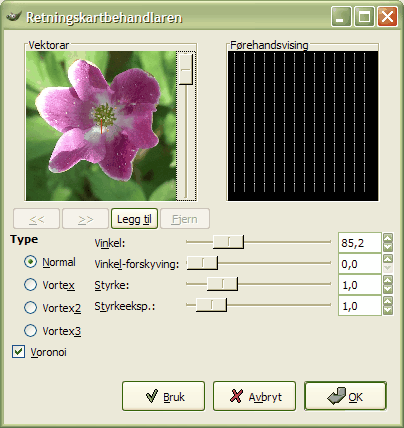 Retningskartbehandlaren
Vektorar
Førehandsvising
<< >> Legg til Fjern
Type
Vinkel: 85,2
Normal
Vinkel-forskyving: 0,0
Vortex
Styrke: 1,0
Vortex2
Styrkeeksp.: 1,0
Vortex3
Voronoi
Bruk Avbryt OK